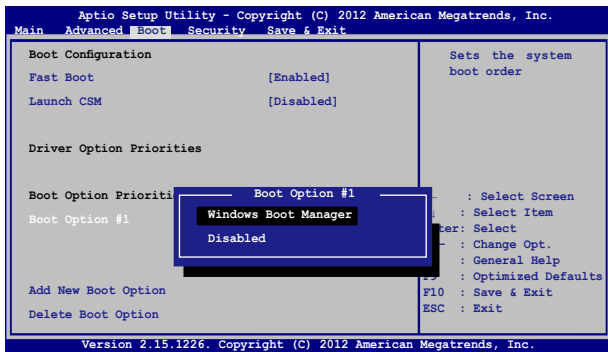 Aptio Setup Utility - Copyright (C) 2012 American Megatrends, Inc.
Main Advanced Boot Security Save & Exit
Boot Configuration
Fast Boot [Enabled]
Launch CSM [Disabled]
Driver Option Priorities
Boot Option Prioriti
Boot Option #1
Add New Boot Option
Delete Boot Option
Boot Option #1
Windows Boot Manager
Disabled
Sets the system
boot order
: Select Screen
: Select Item
ter: Select
: Change Opt.
: General Help
F9 : Optimized Defaults
F10 : Save & Exit
ESC : Exit
Version 2.15.1226. Copyright (C) 2012 American Megatrends, Inc.